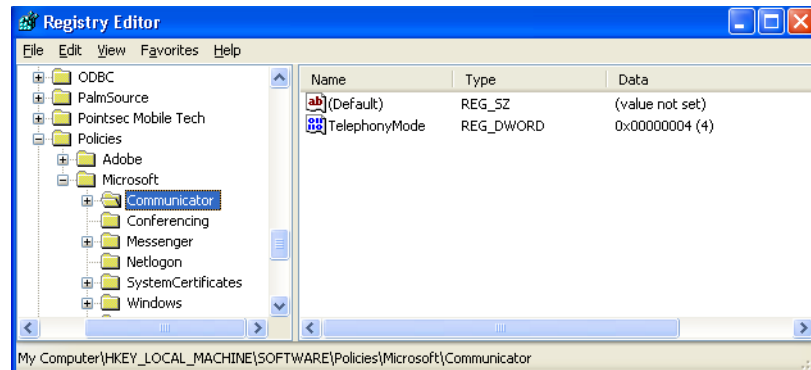 Registry Editor
File Edit View Favorites Help
ODBC
PalmSource
Pointsec Mobile Tech
Policies
Adobe
Microsoft
Communicator
Conferencing
Messenger
Netlogon
SystemCertificates
Windows
Name Type Data
(Default) REG_SZ (value not set)
TelephonyMode REG_DWORD 0x00000004 (4)
My Computer\HKEY_LOCAL_MACHINE\SOFTWARE\Policies\Microsoft\Communicator